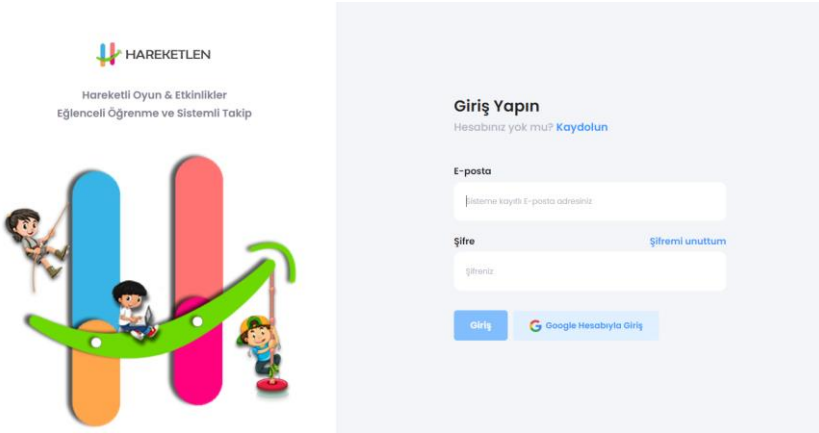 HAREKETLEN
Hareketli Oyun & Etkinlikler
Eğlenceli Öğrenme ve Sistemli Takip
Giriş Yapın
Hesabınız yok mu? Kaydolun
E-posta
Sisteme kayıtlı E-posta adresiniz
Şifre Şifremi unuttum
Şifreniz
Giriş Google Hesabıyla Giriş